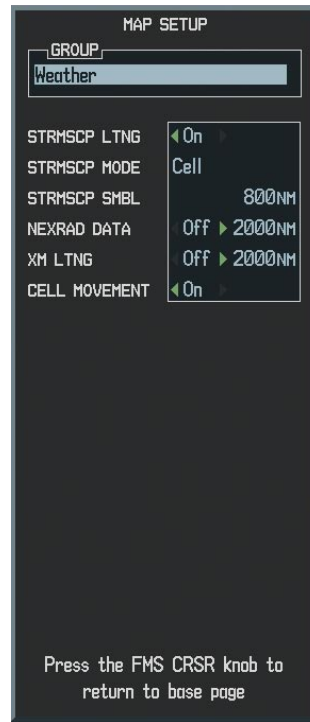 MAP SETUP
GROUP
Weather
STRMSCP LTNG On
STRMSCP MODE Cell
STRMSCP SMBL 800NM
NEXRAD DATA Off 2000NM
XM LTNG Off 2000NM
CELL MOVEMENT On
Press the FMS CRSR knob to
return to base page